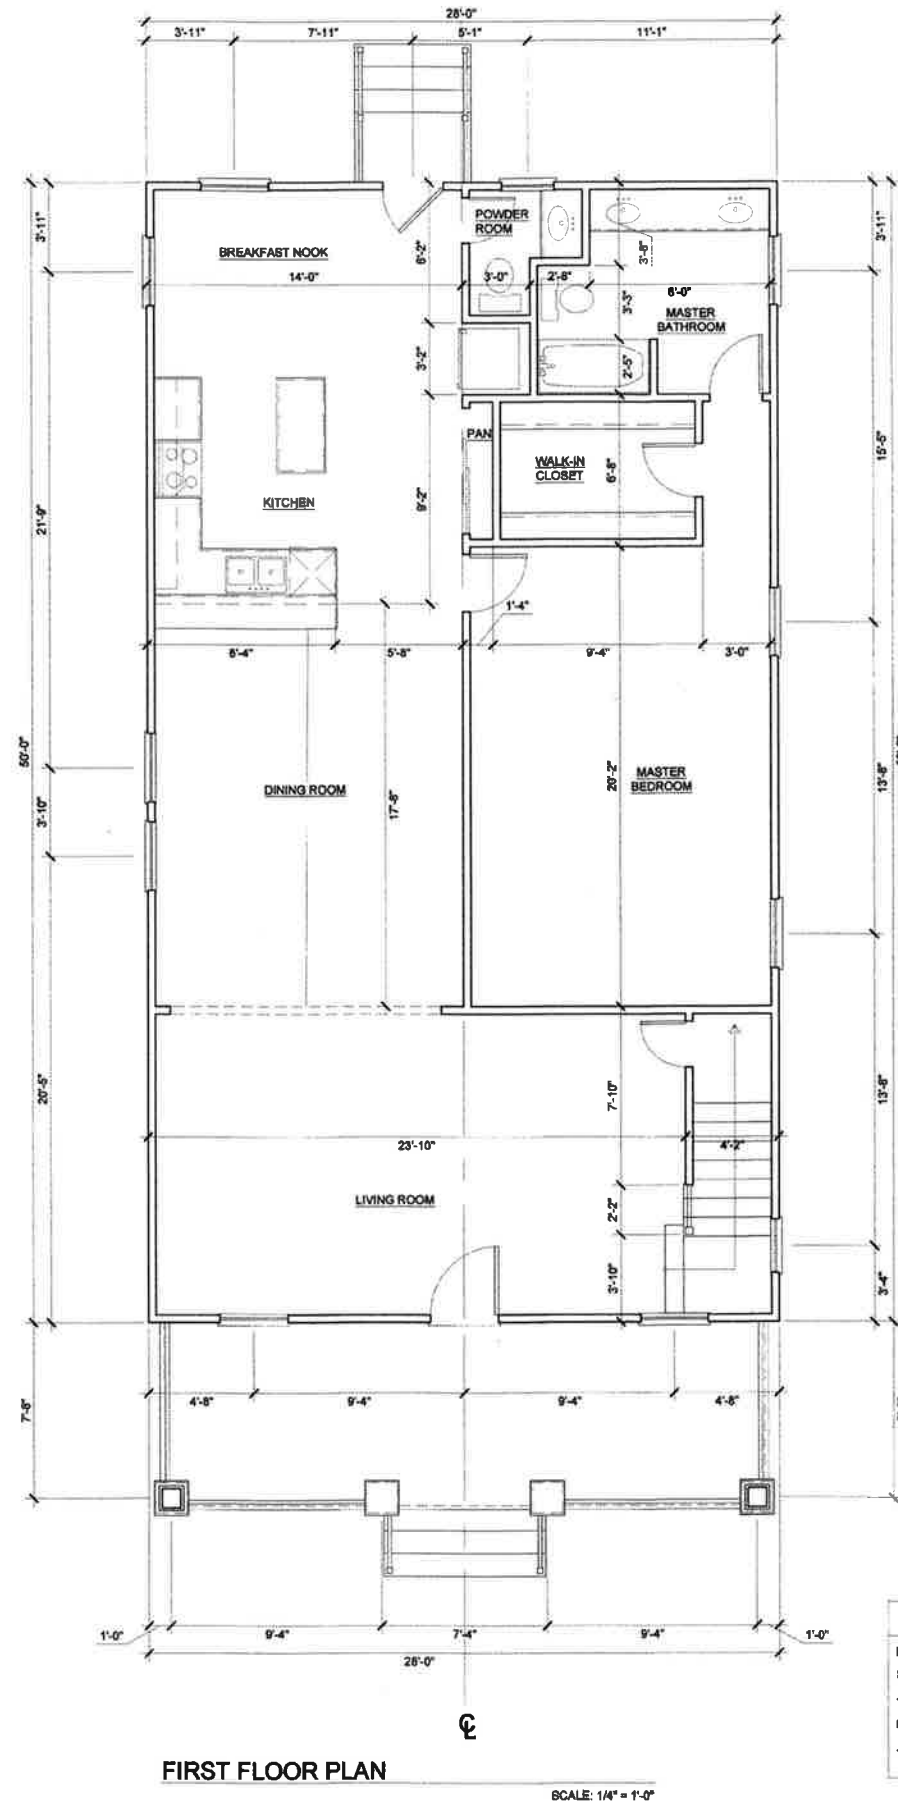 28'-0"
3'-11" 7'-11" 5'-1" 11'-1"
3'-11"
POWDER
ROOM
3'-11"
BREAKFAST NOOK
6'-2"
3'-8"
14'-0" 3'-0" 2'-8" 8'-0"
3'-3"
MASTER
BATHROOM
3'-2"
2'-5"
PAN
15'-5"
WALK-IN
CLOSET
6'-8"
KITCHEN
9'-2"
21'-9"
1'-4"
8'-4" 5'-8" 9'-4" 3'-0"
50'-0"
DINING ROOM
MASTER
BEDROOM
20'-2"
13'-8"
17'-8"
3'-10"
20'-5"
7'-10"
13'-8"
23'-10" 4'-2"
LIVING ROOM
2'-2"
3'-10"
3'-4"
7'-8"
4'-8" 9'-4" 9'-4" 4'-8"
1'-0" 9'-4" 7'-4" 9'-4" 1'-0"
28'-0"
℄
FIRST FLOOR PLAN
SCALE: 1/4" = 1'-0"